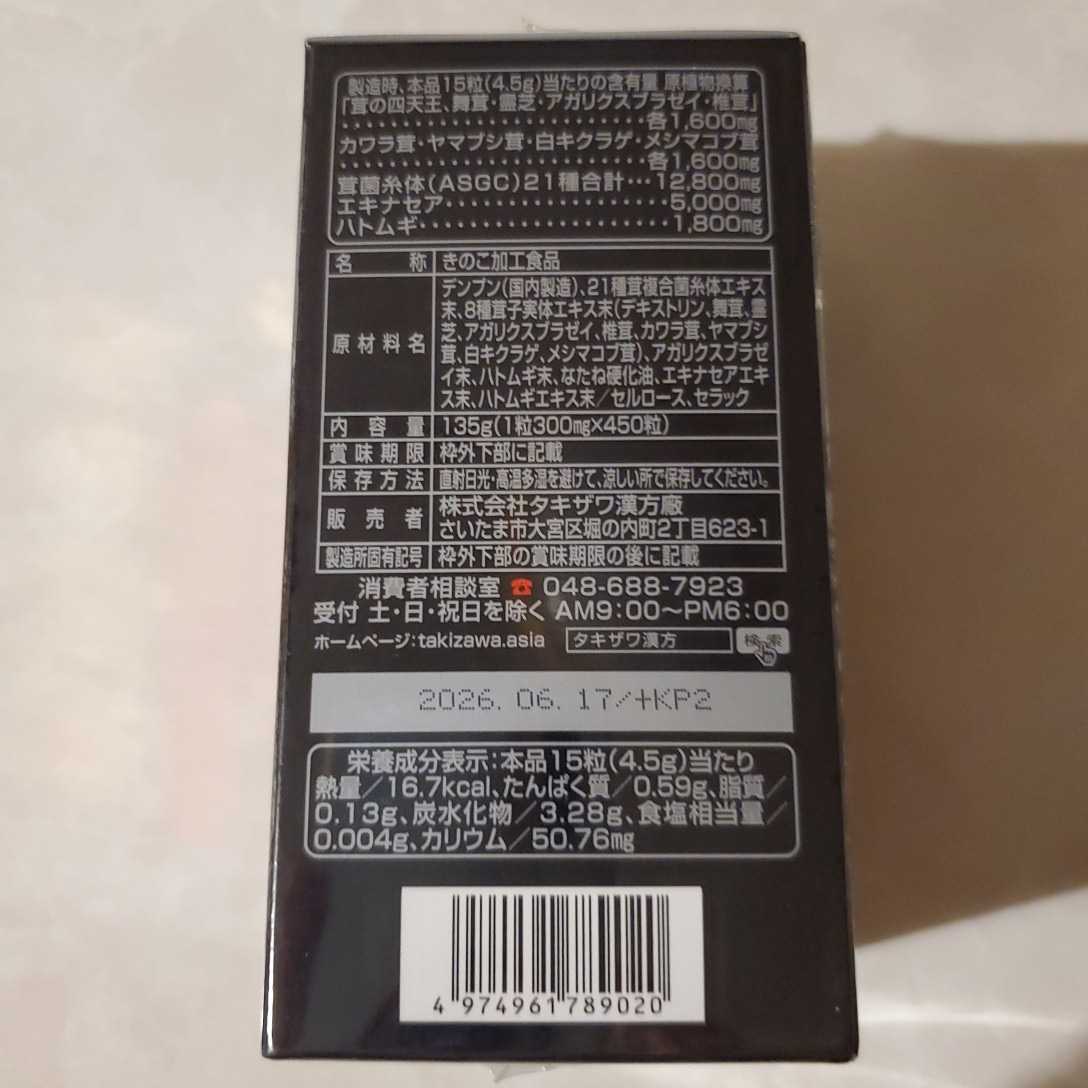 製造時、本品15粒(4.5g)当たりの含有量 原植物換算
「茸の四天王、舞茸・霊芝・アガリクスブラゼイ・椎茸」
各1,600㎎
カワラ茸・ヤマブシ茸・白キクラゲ・メシマコブ茸
各1,600㎎
茸菌糸体(ASGC)21種合計…12,800㎎
エキナセア・・・・・・・・・・・・・・・5,000㎎
ハトムギ・・・・・・・・・・・・・・・・・1,800㎎
名称 きのこ加工食品
原材料名 デンプン(国内製造)、21種茸複合菌糸体エキス
末、8種茸子実体エキス末(デキストリン、舞茸、霊
芝、アガリクスブラゼイ、椎茸、カワラ茸、ヤマブシ
茸、白キクラゲ、メシマコブ茸)、アガリクスブラゼ
イ末、ハトムギ末、なたね硬化油、エキナセアエキ
ス末、ハトムギエキス末/セルロース、セラック
内容量 135g(1粒300㎎×450粒)
賞味期限 枠外下部に記載
保存方法 直射日光・高温多湿を避けて、涼しい所で保存してください。
販売者 株式会社タキザワ漢方廠
さいたま市大宮区堀の内町2丁目623-1
製造所固有記号 枠外下部の賞味期限の後に記載
消費者相談室 ☎ 048-688-7923
受付 土・日・祝日を除く AM9:00〜PM6:00
ホームページ:takizawa.asia タキザワ漢方 検索
2026.06.17/+KP2
栄養成分表示:本品15粒(4.5g)当たり
熱量/16.7kcal、たんぱく質/0.59g、脂質/
0.13g、炭水化物/3.28g、食塩相当量/
0.004g、カリウム/50.76㎎
4 974961 789020